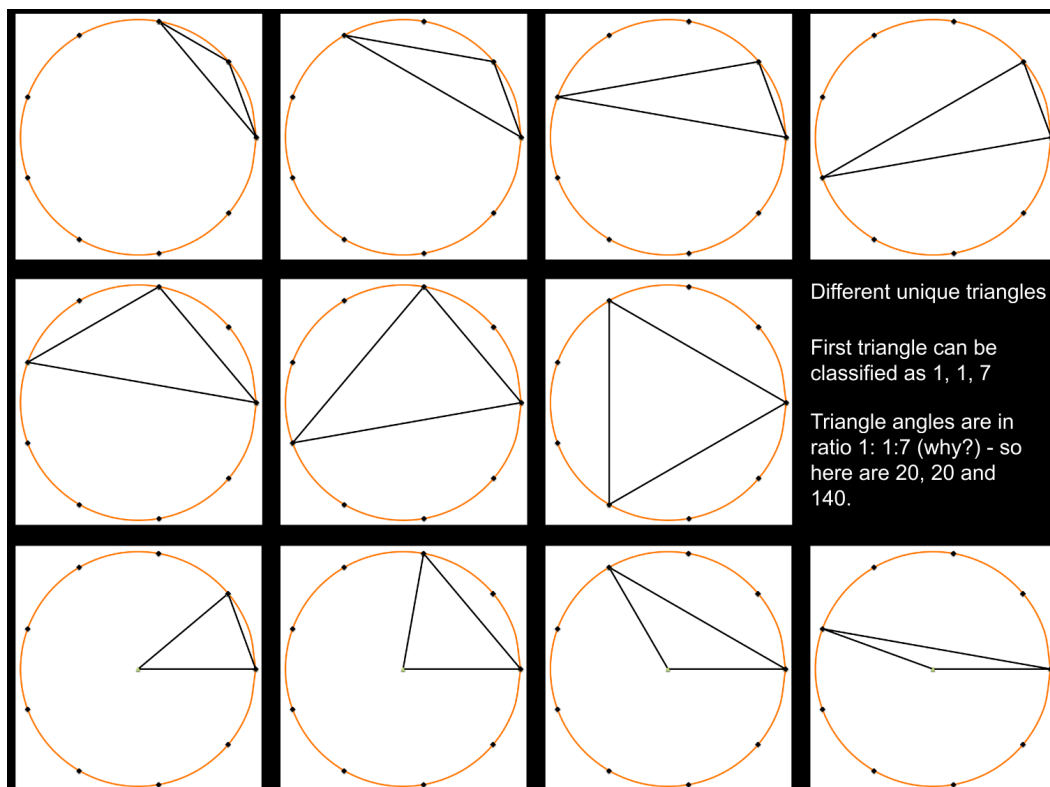 Different unique triangles
First triangle can be
classified as 1, 1, 7
Triangle angles are in
ratio 1: 1:7 (why?) - so
here are 20, 20 and
140.